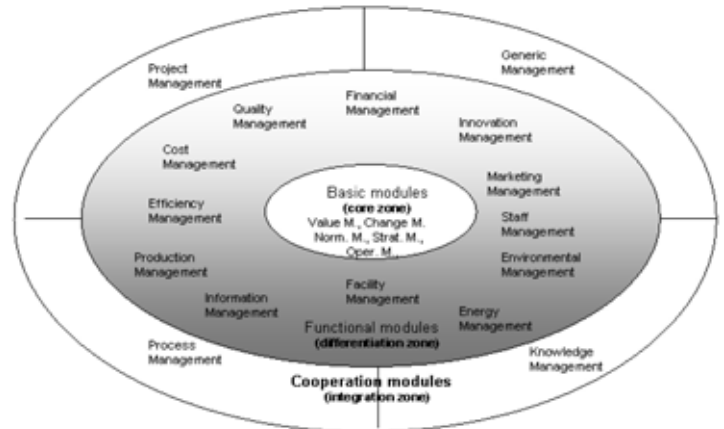 Project
Management
Generic
Management
Quality
Management
Financial
Management
Innovation
Management
Cost
Management
Marketing
Management
Efficiency
Management
Basic modules
(core zone)
Value M., Change M.
Norm. M., Strat. M.,
Oper. M.
Staff
Management
Production
Management
Environmental
Management
Information
Management
Facility
Management
Energy
Management
Functional modules
(differentiation zone)
Process
Management
Knowledge
Management
Cooperation modules
(integration zone)